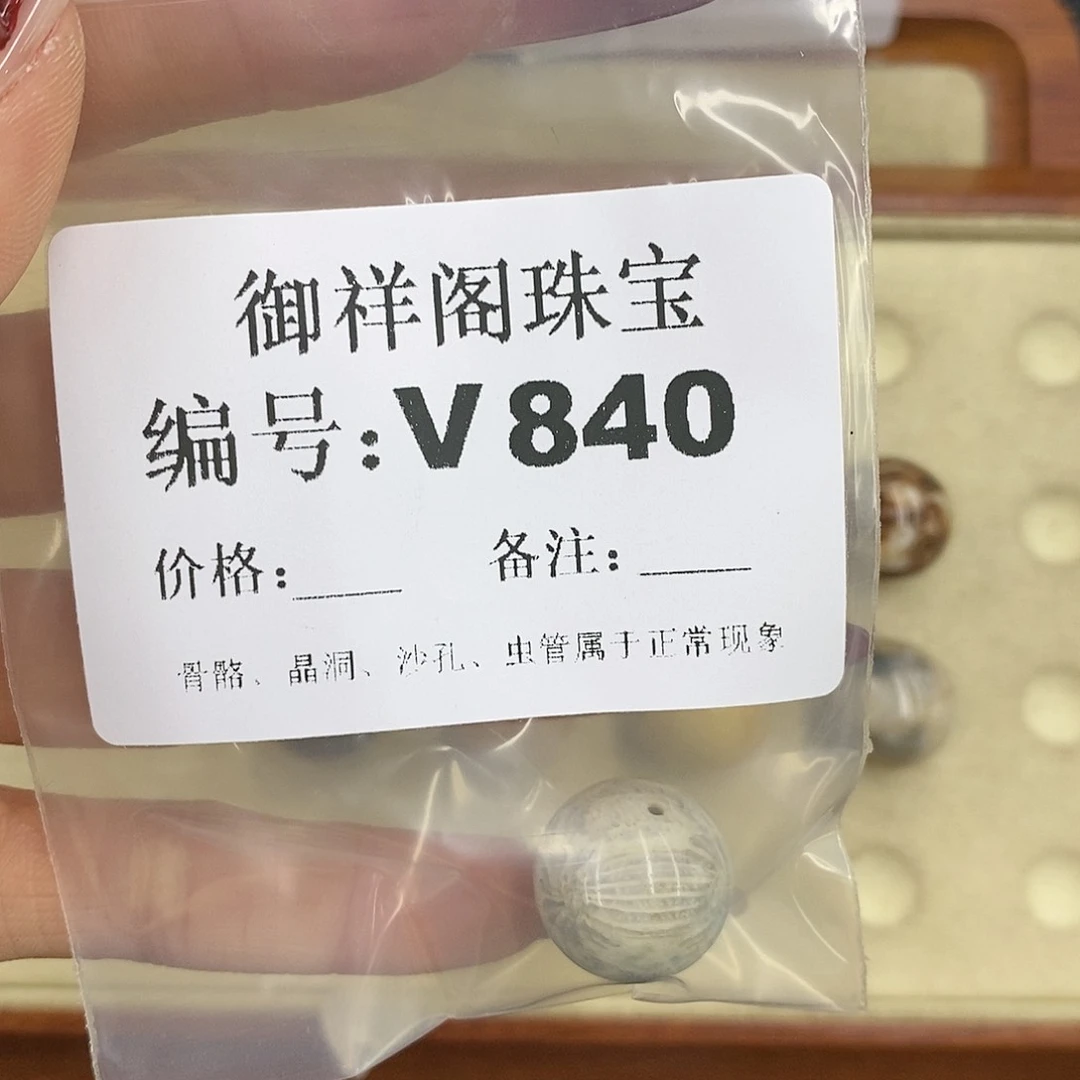 御祥阁珠宝
编号:V840
价格:____ 备注:____
骨骼、晶洞、沙孔、虫管属于正常现象